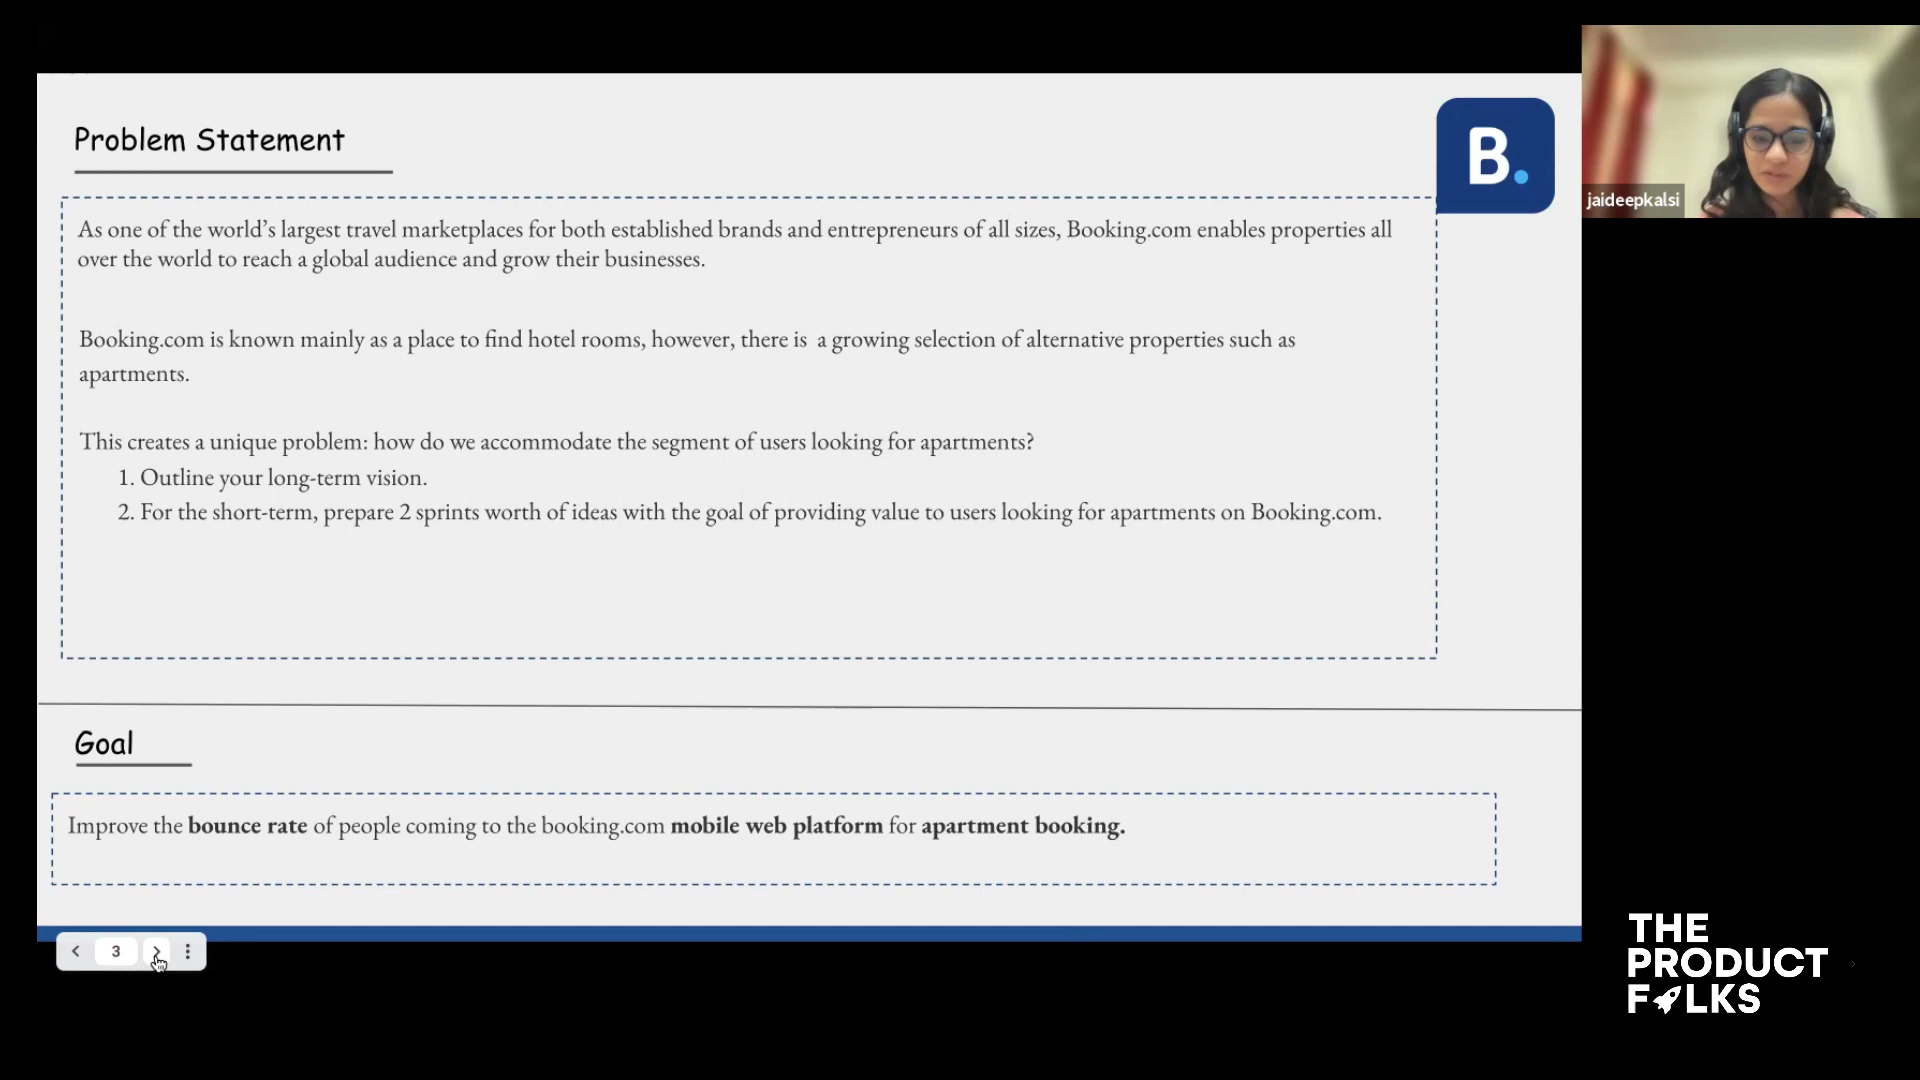 Problem Statement
B.
jaideepkalsi
As one of the world’s largest travel marketplaces for both established brands and entrepreneurs of all sizes, Booking.com enables properties all
over the world to reach a global audience and grow their businesses.
Booking.com is known mainly as a place to find hotel rooms, however, there is a growing selection of alternative properties such as
apartments.
This creates a unique problem: how do we accommodate the segment of users looking for apartments?
1. Outline your long-term vision.
2. For the short-term, prepare 2 sprints worth of ideas with the goal of providing value to users looking for apartments on Booking.com.
Goal
Improve the bounce rate of people coming to the booking.com mobile web platform for apartment booking.
3
THE
PRODUCT
FOLKS